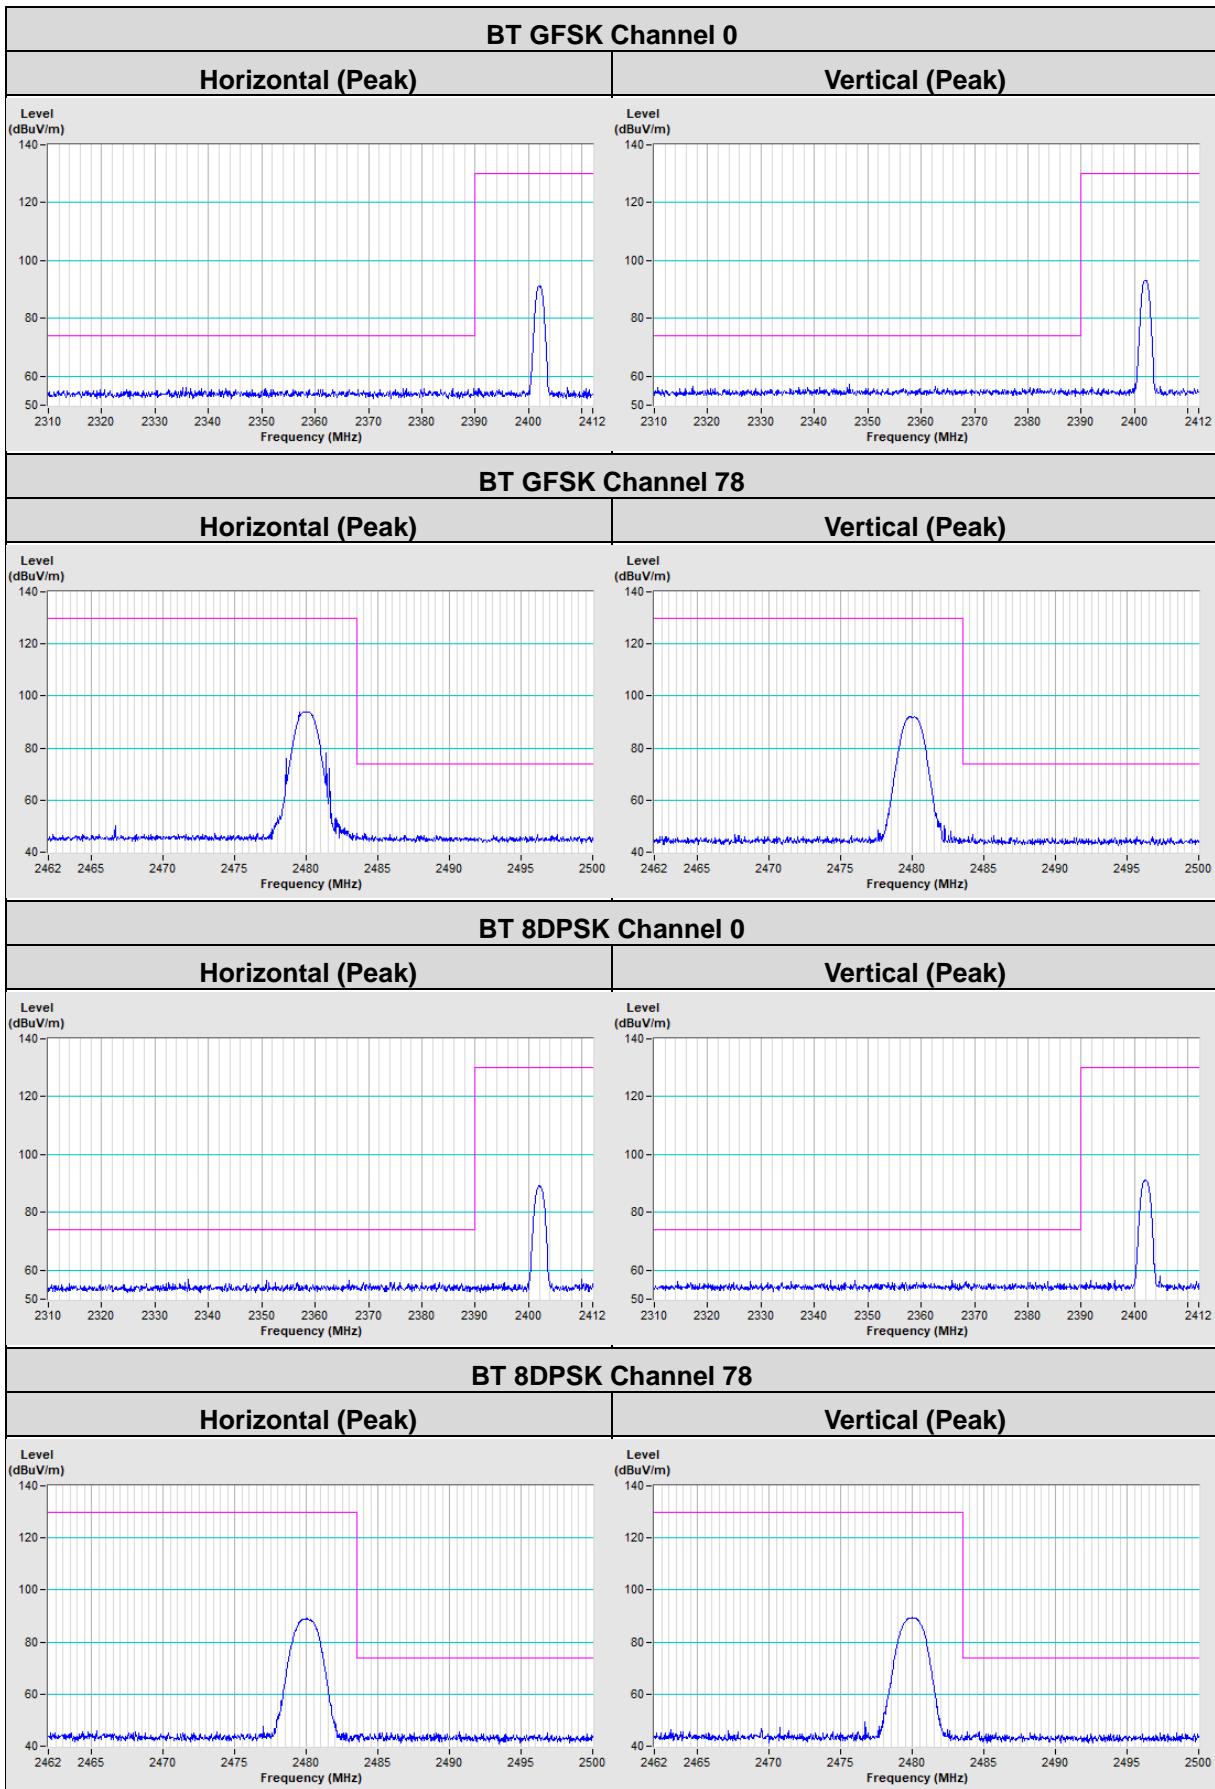 BT GFSK Channel 0
Horizontal (Peak) Vertical (Peak)
Level
(dBuV/m)
140
120
100
80
60
50
2310 2320 2330 2340 2350 2360 2370 2380 2390 2400 2412
Frequency (MHz)
Level
(dBuV/m)
140
120
100
80
60
50
2310 2320 2330 2340 2350 2360 2370 2380 2390 2400 2412
Frequency (MHz)
BT GFSK Channel 78
Horizontal (Peak) Vertical (Peak)
Level
(dBuV/m)
140
120
100
80
60
40
2462 2465 2470 2475 2480 2485 2490 2495 2500
Frequency (MHz)
Level
(dBuV/m)
140
120
100
80
60
40
2462 2465 2470 2475 2480 2485 2490 2495 2500
Frequency (MHz)
BT 8DPSK Channel 0
Horizontal (Peak) Vertical (Peak)
Level
(dBuV/m)
140
120
100
80
60
50
2310 2320 2330 2340 2350 2360 2370 2380 2390 2400 2412
Frequency (MHz)
Level
(dBuV/m)
140
120
100
80
60
50
2310 2320 2330 2340 2350 2360 2370 2380 2390 2400 2412
Frequency (MHz)
BT 8DPSK Channel 78
Horizontal (Peak) Vertical (Peak)
Level
(dBuV/m)
140
120
100
80
60
40
2462 2465 2470 2475 2480 2485 2490 2495 2500
Frequency (MHz)
Level
(dBuV/m)
140
120
100
80
60
40
2462 2465 2470 2475 2480 2485 2490 2495 2500
Frequency (MHz)